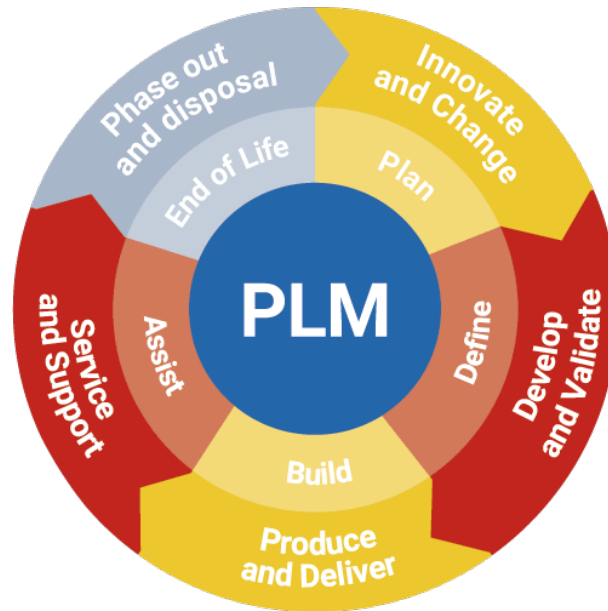 PLM
Innovate
and Change
Plan
Develop
and Validate
Define
Produce
and Deliver
Build
Service
and Support
Assist
Phase out
and disposal
End of Life